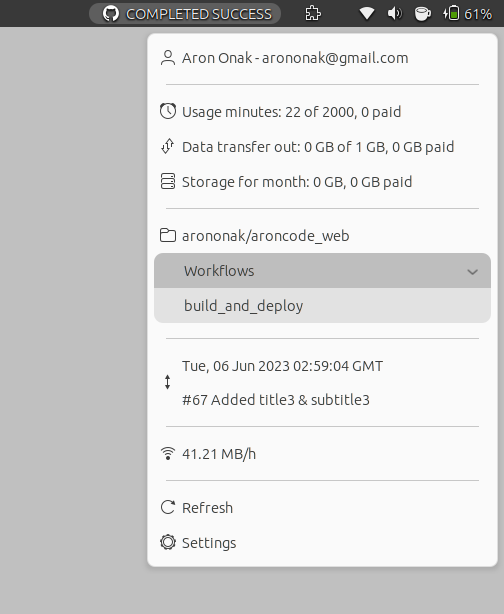 COMPLETED SUCCESS
61%
Aron Onak - arononak@gmail.com
Usage minutes: 22 of 2000, 0 paid
Data transfer out: 0 GB of 1 GB, 0 GB paid
Storage for month: 0 GB, 0 GB paid
arononak/aroncode_web
Workflows
build_and_deploy
Tue, 06 Jun 2023 02:59:04 GMT
#67 Added title3 & subtitle3
41.21 MB/h
Refresh
Settings